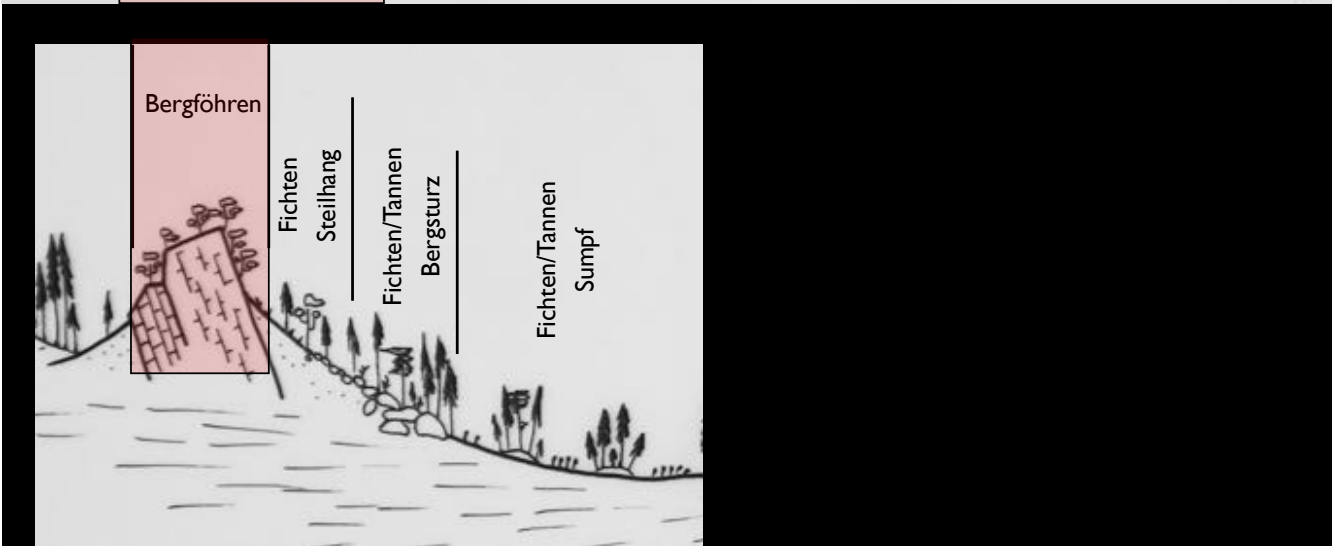 Bergföhren
Fichten
Steilhang
Fichten/Tannen
Bergsturz
Fichten/Tannen
Sumpf